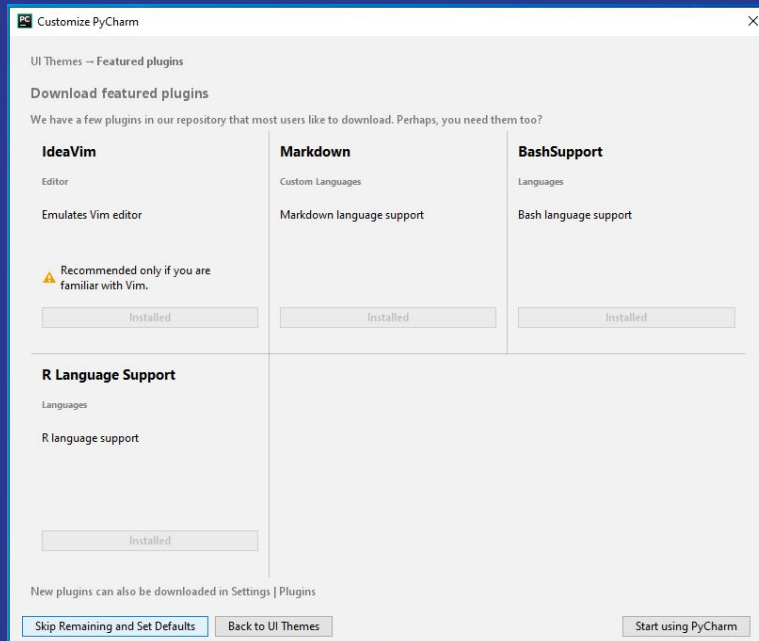 PC Customize PyCharm
UI Themes → Featured plugins
Download featured plugins
We have a few plugins in our repository that most users like to download. Perhaps, you need them too?
IdeaVim
Editor
Emulates Vim editor
Recommended only if you are
familiar with Vim.
Installed
Markdown
Custom Languages
Markdown language support
Installed
BashSupport
Languages
Bash language support
Installed
R Language Support
Languages
R language support
Installed
New plugins can also be downloaded in Settings | Plugins
Skip Remaining and Set Defaults
Back to UI Themes
Start using PyCharm